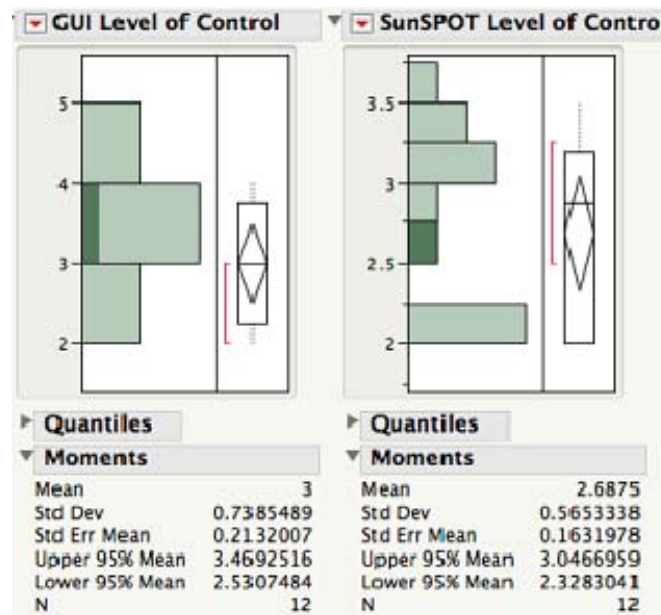 GUI Level of Control
5
4
3
2
Quantiles
Moments
Mean 3
Std Dev 0.7385489
Std Err Mean 0.2132007
Upper 95% Mean 3.4692516
Lower 95% Mean 2.5307484
N 12
SunSPOT Level of Contro
3.5
3
2.5
2
Quantiles
Moments
Mean 2.6875
Std Dev 0.5653338
Std Err Mean 0.1631978
Upper 95% Mean 3.0466959
Lower 95% Mean 2.3283041
N 12